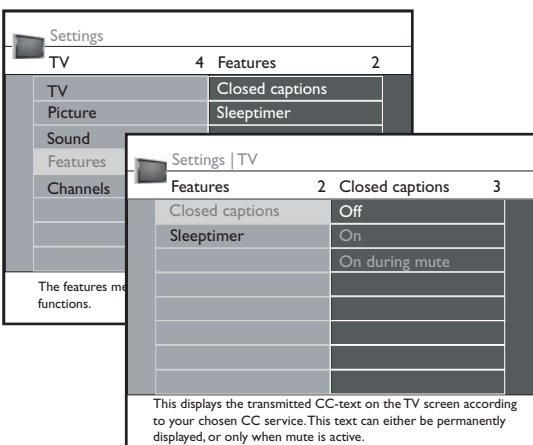 Settings
TV 4 Features 2
TV Closed captions
Picture Sleeptimer
Sound
Features
Channels
The features me
functions.
Settings | TV
Features 2 Closed captions 3
Closed captions Off
Sleeptimer On
On during mute
This displays the transmitted CC-text on the TV screen according
to your chosen CC service. This text can either be permanently
displayed, or only when mute is active.